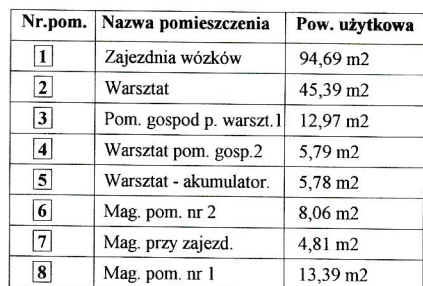 Nr.pom. Nazwa pomieszczenia Pow. użytkowa
1 Zajezdnia wózków 94,69 m2
2 Warsztat 45,39 m2
3 Pom. gospod p. warszt.1 12,97 m2
4 Warsztat pom. gosp.2 5,79 m2
5 Warsztat - akumulator. 5,78 m2
6 Mag. pom. nr 2 8,06 m2
7 Mag. przy zajezd. 4,81 m2
8 Mag. pom. nr 1 13,39 m2